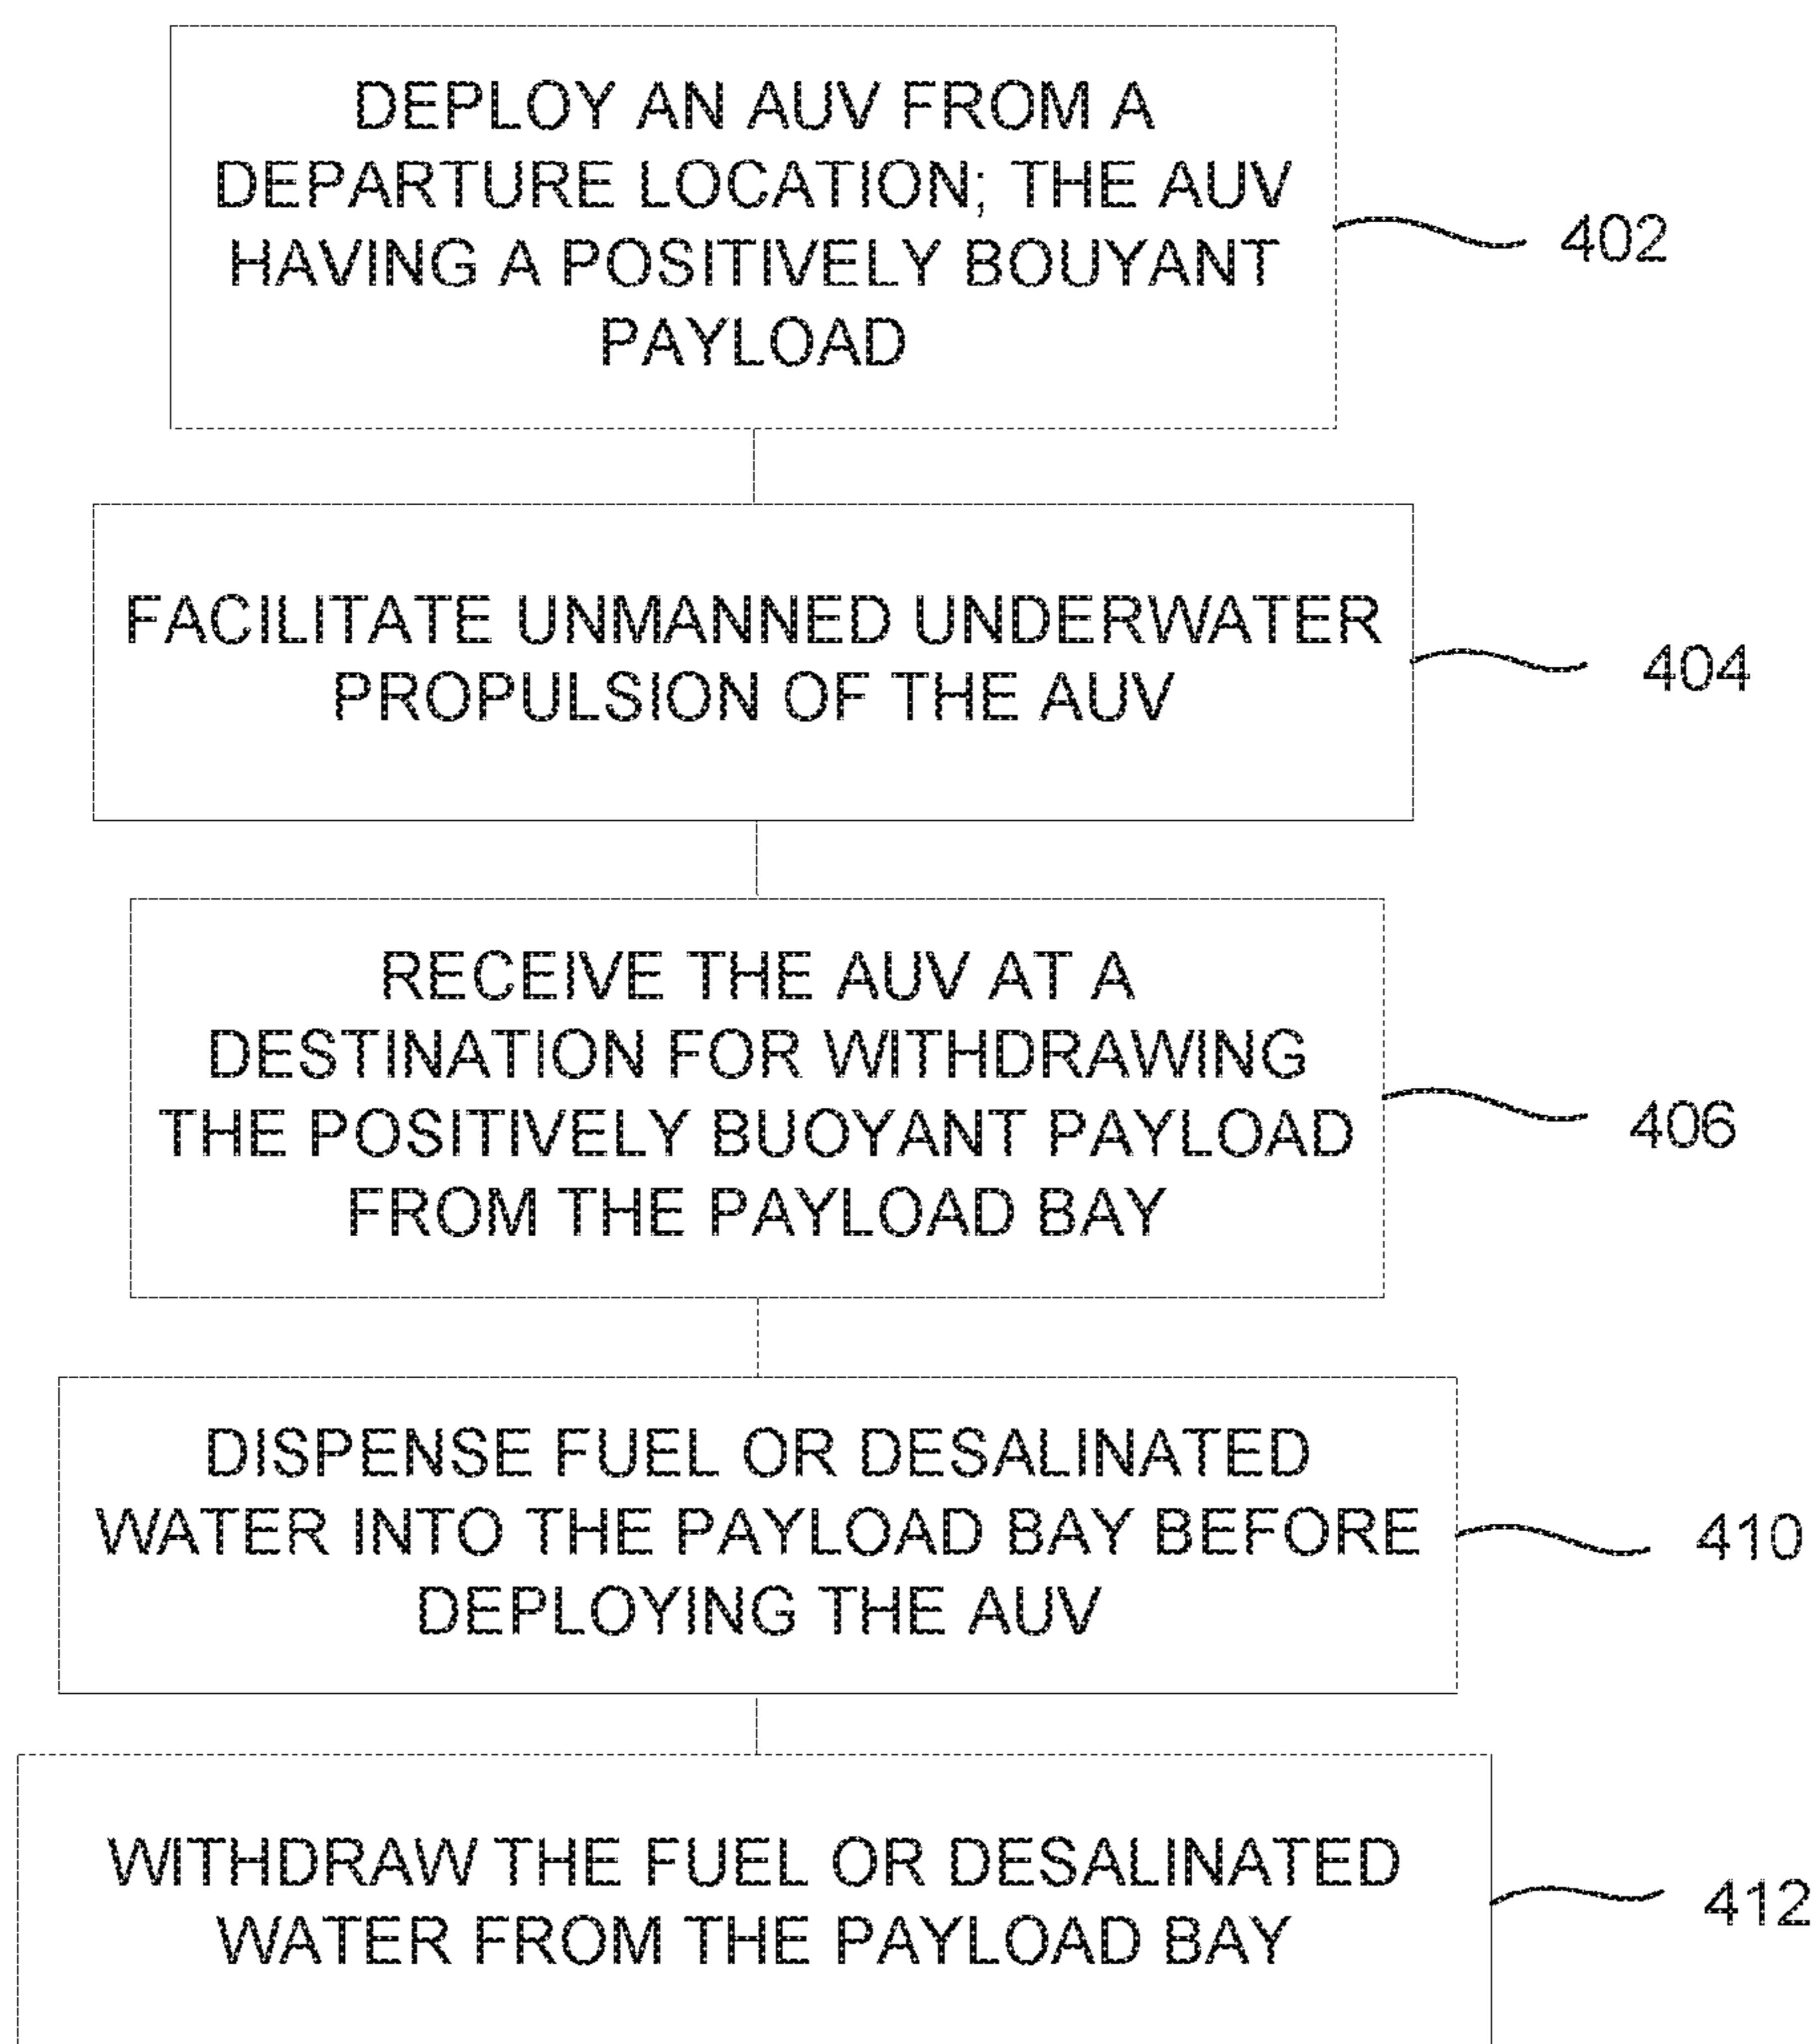 DEPLOY AN AUV FROM A
DEPARTURE LOCATION; THE AUV
HAVING A POSITIVELY BOUYANT
PAYLOAD
402
FACILITATE UNMANNED UNDERWATER
PROPULSION OF THE AUV
404
RECEIVE THE AUV AT A
DESTINATION FOR WITHDRAWING
THE POSITIVELY BUOYANT PAYLOAD
FROM THE PAYLOAD BAY
406
DISPENSE FUEL OR DESALINATED
WATER INTO THE PAYLOAD BAY BEFORE
DEPLOYING THE AUV
410
WITHDRAW THE FUEL OR DESALINATED
WATER FROM THE PAYLOAD BAY
412